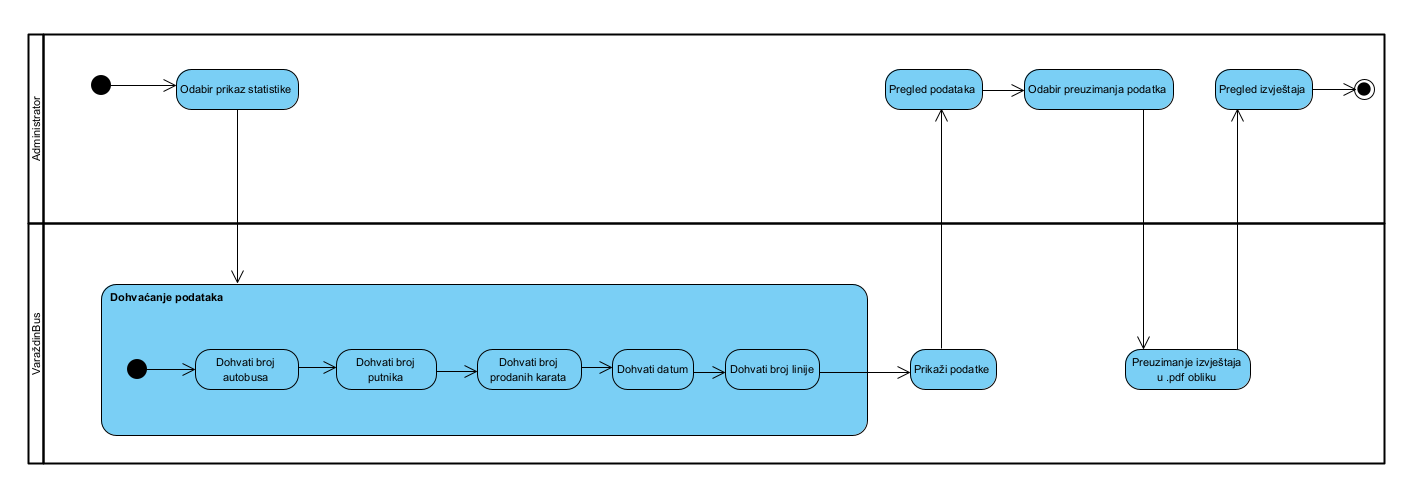 Administrator
Odabir prikaz statistike
Pregled podataka
Odabir preuzimanja podatka
Pregled izvještaja
VaraždinBus
Dohvaćanje podataka
Dohvati broj
autobusa
Dohvati broj
putnika
Dohvati broj
prodanih karata
Dohvati datum
Dohvati broj linije
Prikaži podatke
Preuzimanje izvještaja
u .pdf obliku